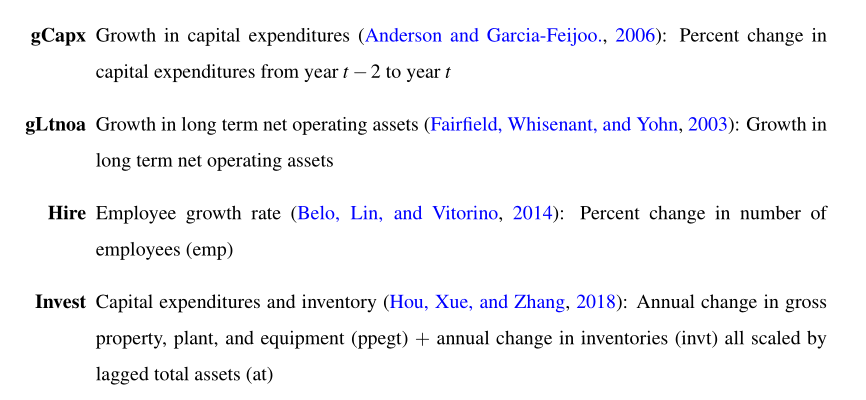 gCapx Growth in capital expenditures (Anderson and Garcia-Feijoo., 2006): Percent change in
capital expenditures from year t − 2 to year t
gLtnoa Growth in long term net operating assets (Fairfield, Whisenant, and Yohn, 2003): Growth in
long term net operating assets
Hire Employee growth rate (Belo, Lin, and Vitorino, 2014): Percent change in number of
employees (emp)
Invest Capital expenditures and inventory (Hou, Xue, and Zhang, 2018): Annual change in gross
property, plant, and equipment (ppegt) + annual change in inventories (invt) all scaled by
lagged total assets (at)